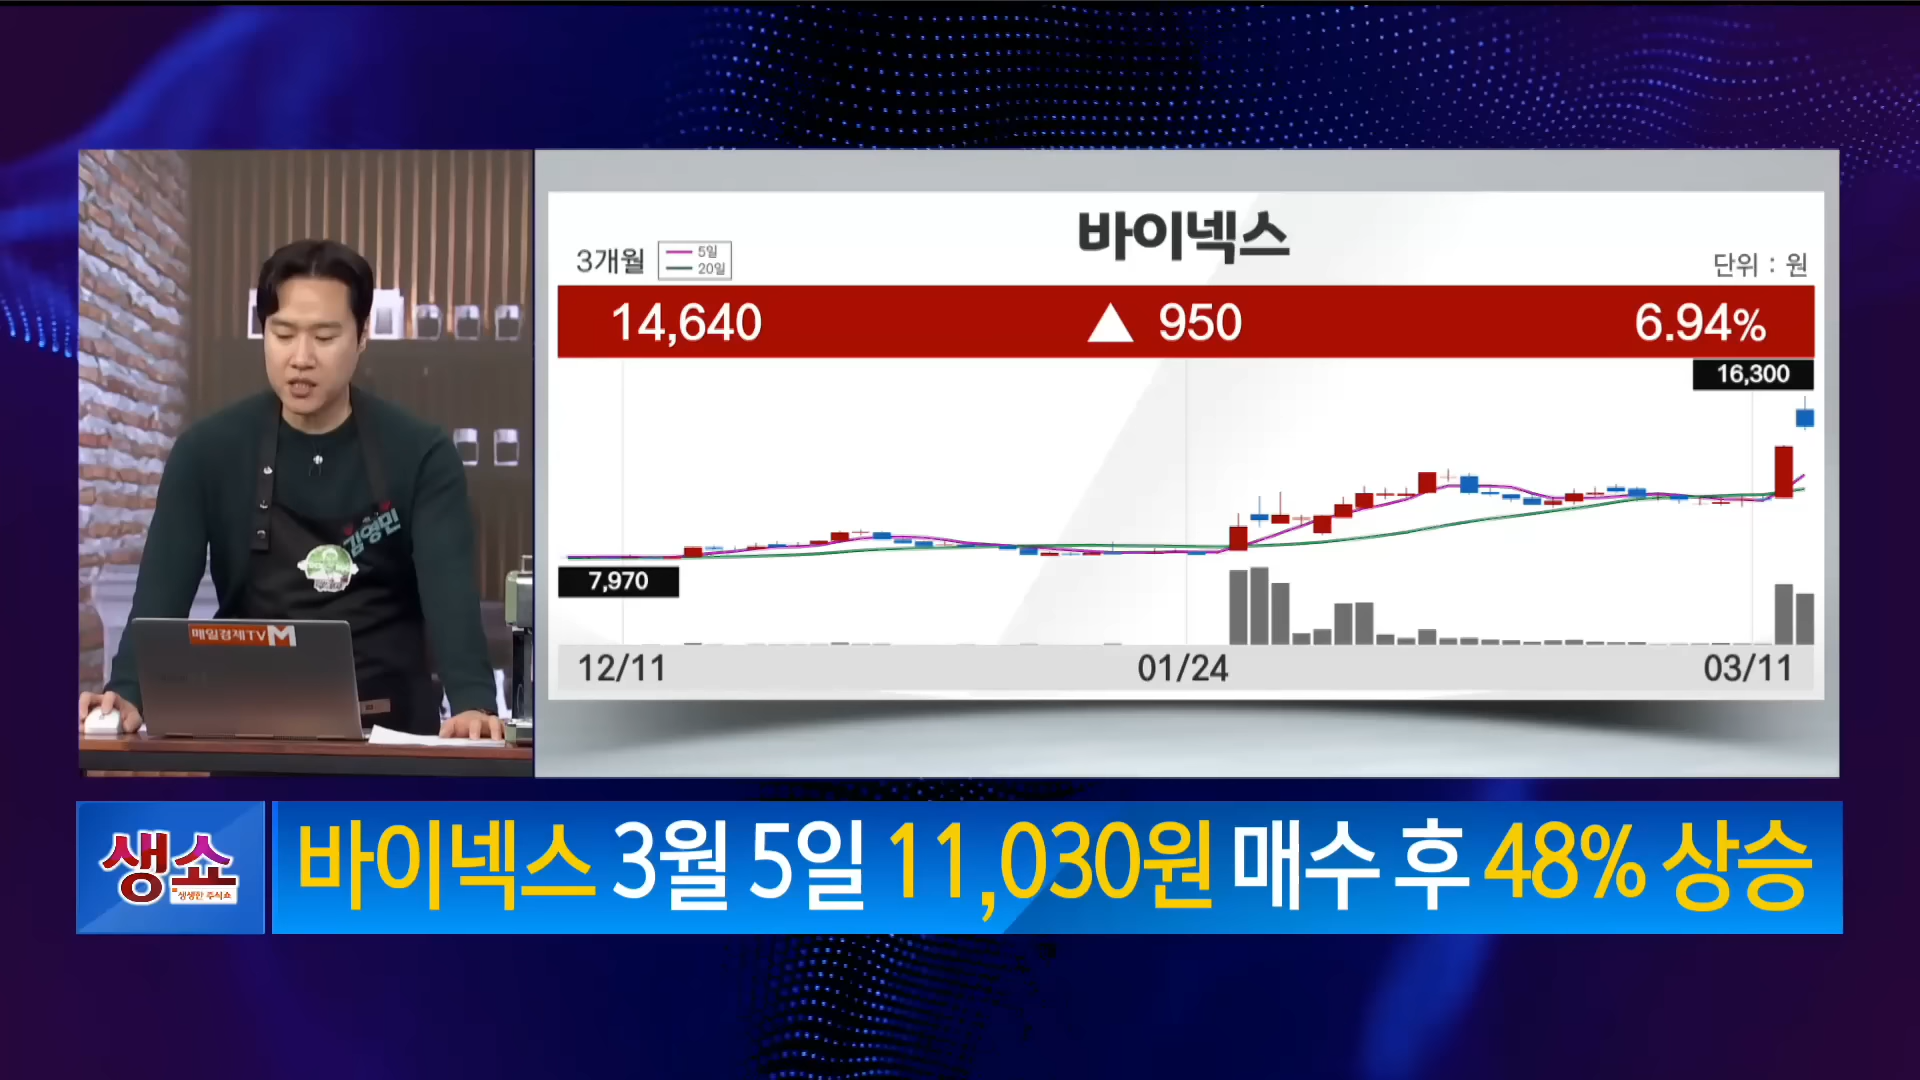 바이넥스
3개월
5일
20일
단위 : 원
14,640 ▲ 950 6.94%
16,300
7,970
12/11 01/24 03/11
김영민
매일경제TV M
생쇼
생생한 주식쇼
바이넥스 3월 5일 11,030원 매수 후 48% 상승